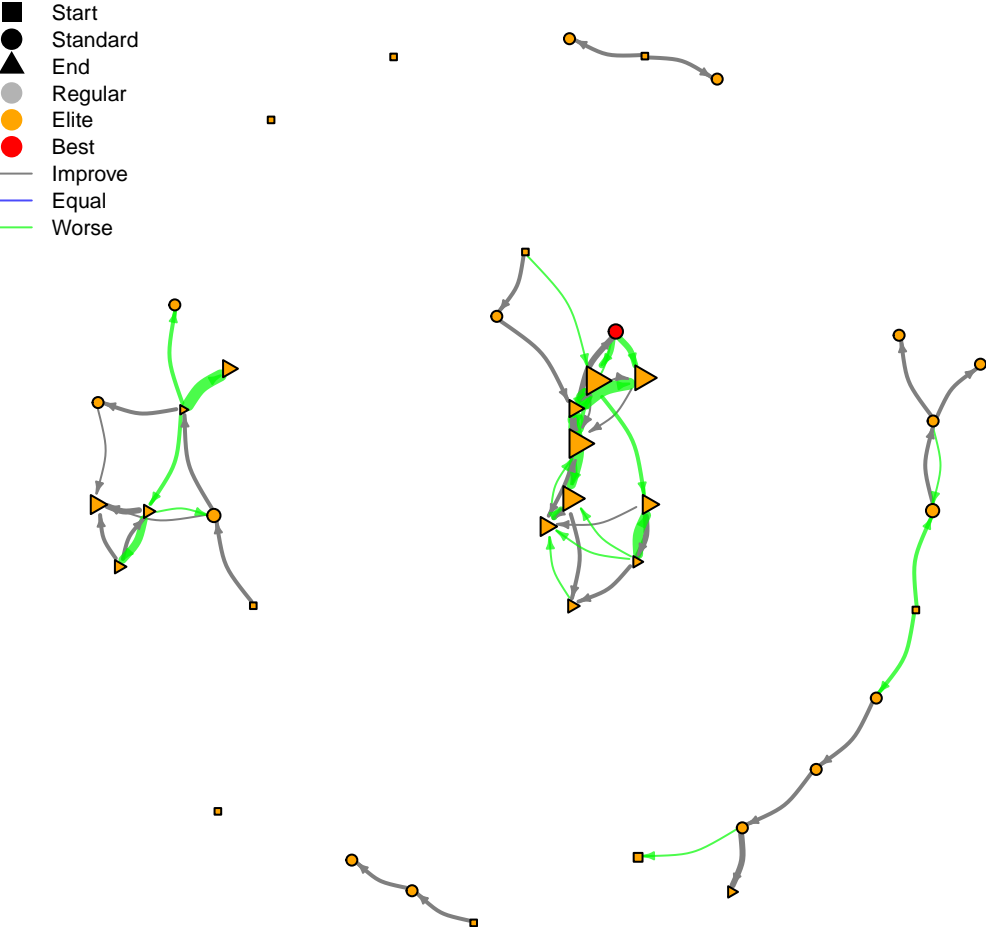 Start
Standard
End
Regular
Elite
Best
Improve
Equal
Worse